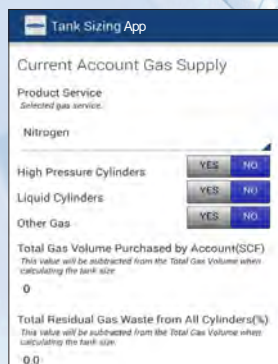 Tank Sizing App
Current Account Gas Supply
Product Service
Selected gas service.
Nitrogen
High Pressure Cylinders YES NO
Liquid Cylinders YES NO
Other Gas YES NO
Total Gas Volume Purchased by Account(SCF)
This value will be subtracted from the Total Gas Volume when
calculating the tank size
0
Total Residual Gas Waste from All Cylinders(%)
This value will be subtracted from the Total Gas Volume when
calculating the tank size
0.0